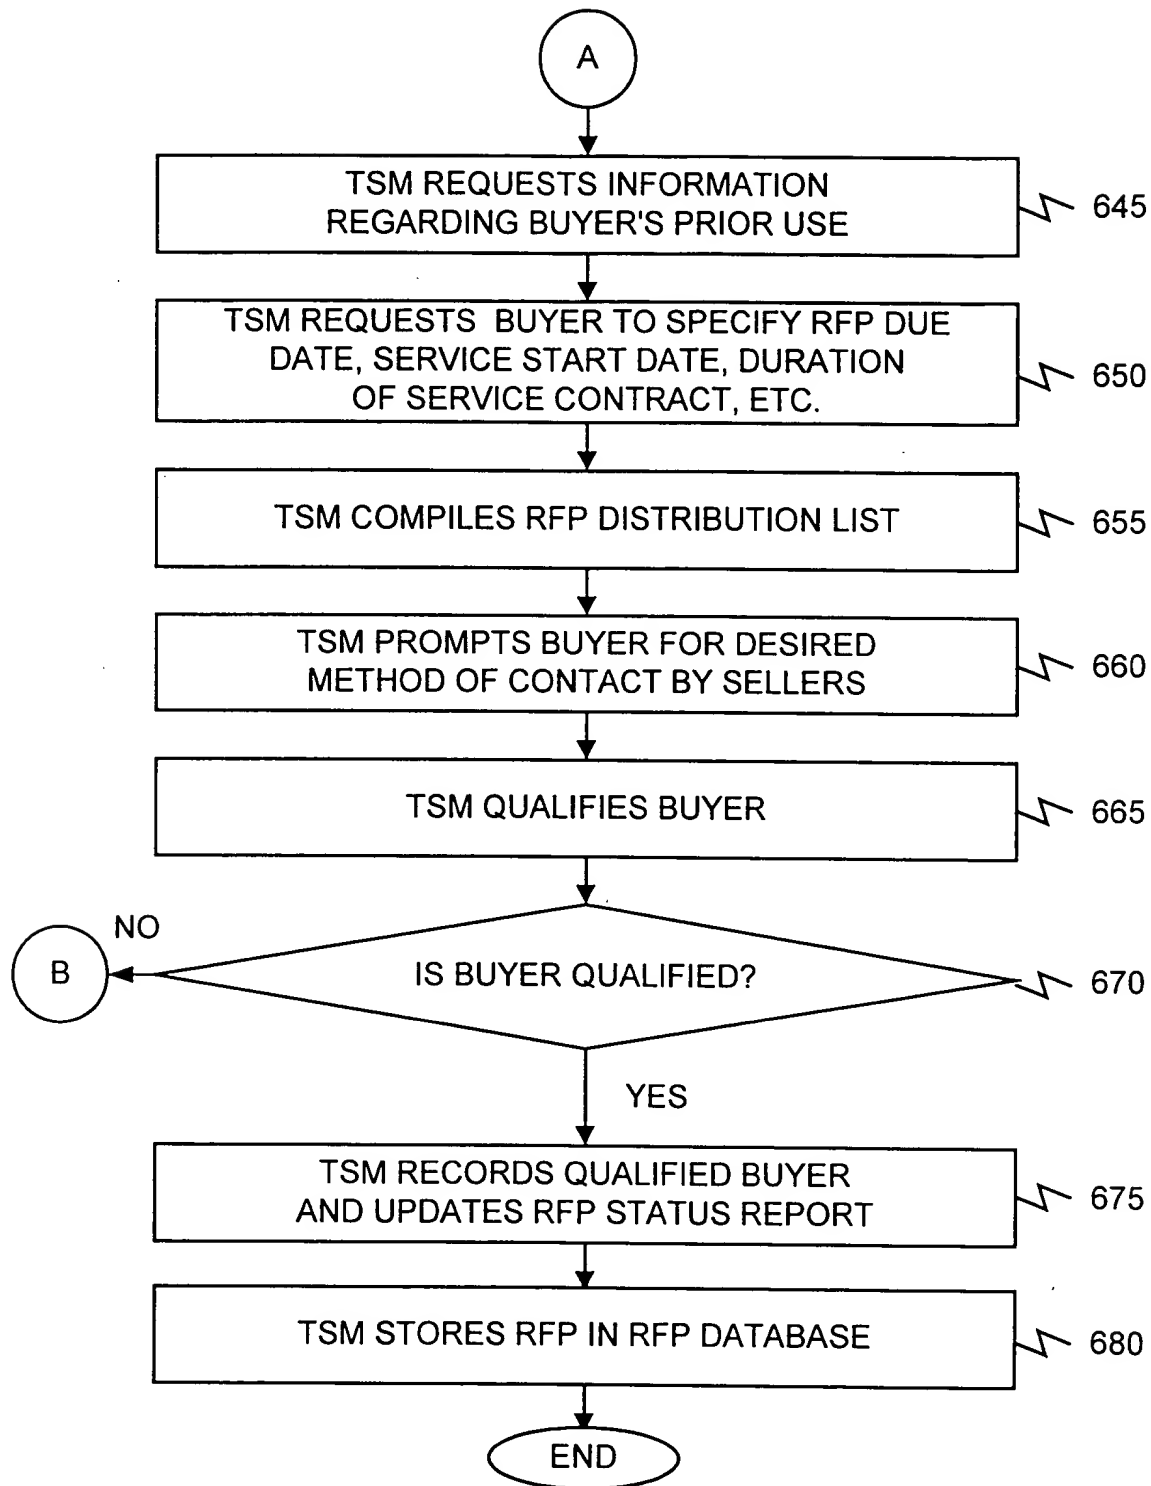 A
TSM REQUESTS INFORMATION
REGARDING BUYER'S PRIOR USE
645
TSM REQUESTS BUYER TO SPECIFY RFP DUE
DATE, SERVICE START DATE, DURATION
OF SERVICE CONTRACT, ETC.
650
TSM COMPILES RFP DISTRIBUTION LIST
655
TSM PROMPTS BUYER FOR DESIRED
METHOD OF CONTACT BY SELLERS
660
TSM QUALIFIES BUYER
665
NO
B
IS BUYER QUALIFIED?
670
YES
TSM RECORDS QUALIFIED BUYER
AND UPDATES RFP STATUS REPORT
675
TSM STORES RFP IN RFP DATABASE
680
END